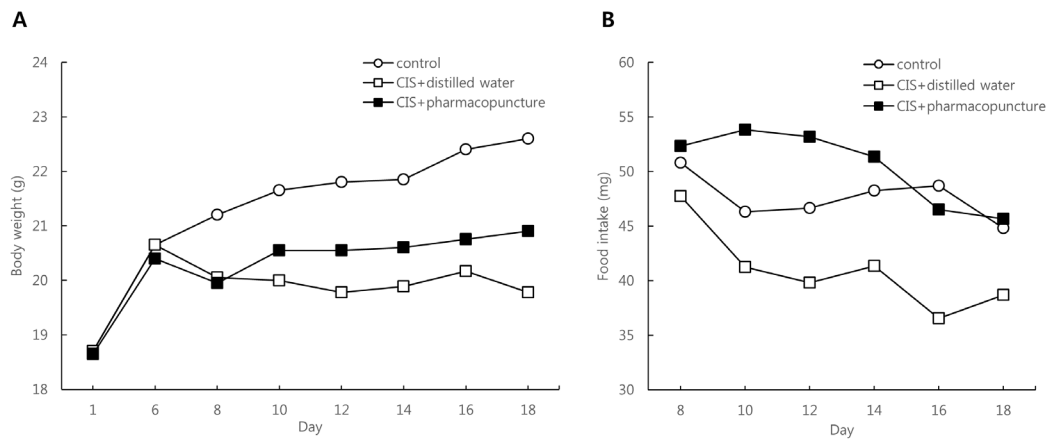 A
B
control
CIS+distilled water
CIS+pharmacopuncture
Body weight (g)
24
23
22
21
20
19
18
1 6 8 10 12 14 16 18
Day
control
CIS+distilled water
CIS+pharmacopuncture
Food intake (mg)
60
55
50
45
40
35
30
8 10 12 14 16 18
Day